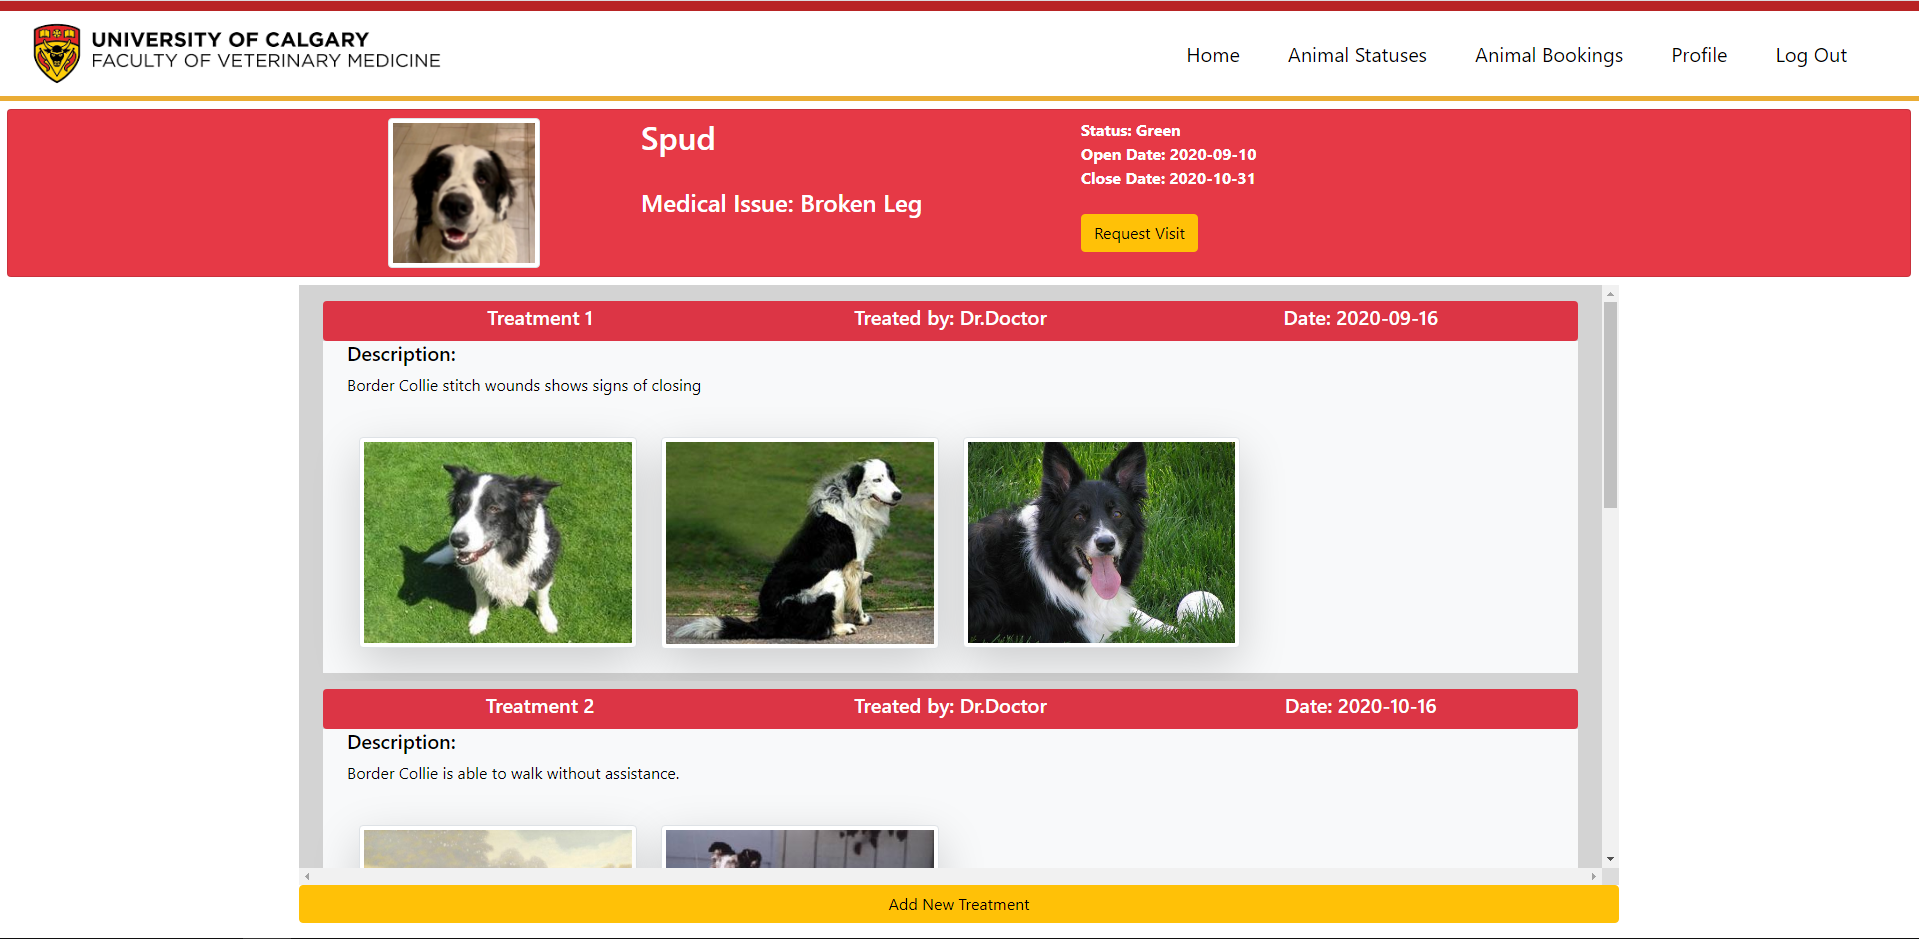 UNIVERSITY OF CALGARY
FACULTY OF VETERINARY MEDICINE
Home Animal Statuses Animal Bookings Profile Log Out
Spud
Medical Issue: Broken Leg
Status: Green
Open Date: 2020-09-10
Close Date: 2020-10-31
Request Visit
Treatment 1 Treated by: Dr.Doctor Date: 2020-09-16
Description:
Border Collie stitch wounds shows signs of closing
Treatment 2 Treated by: Dr.Doctor Date: 2020-10-16
Description:
Border Collie is able to walk without assistance.
Add New Treatment